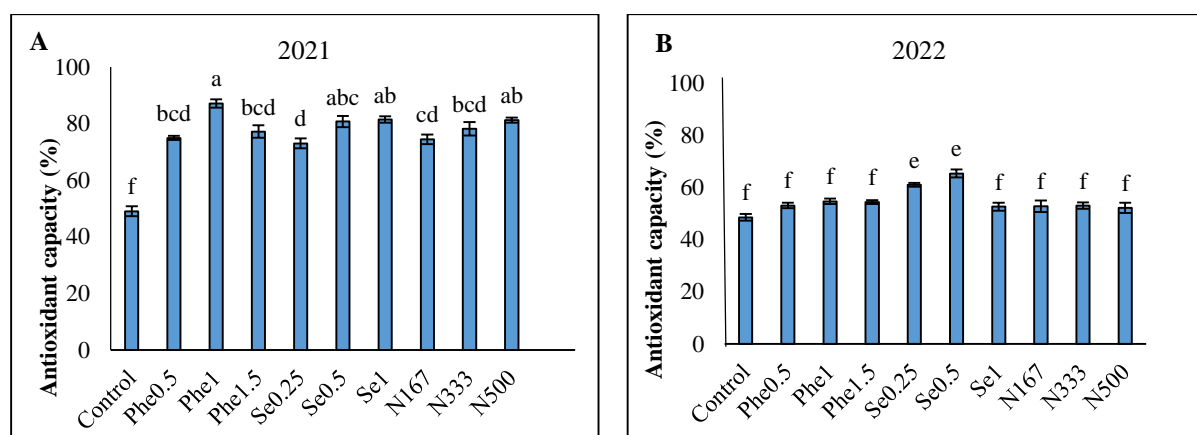 A
2021
Antioxidant capacity (%)
100
80
60
40
20
0
f
bcd
a
bcd
d
abc
ab
cd
bcd
ab
Control
Phe0.5
Phe1
Phe1.5
Se0.25
Se0.5
Se1
N167
N333
N500
B
2022
Antioxidant capacity (%)
100
80
60
40
20
0
f
f
f
f
e
e
f
f
f
f
Control
Phe0.5
Phe1
Phe1.5
Se0.25
Se0.5
Se1
N167
N333
N500